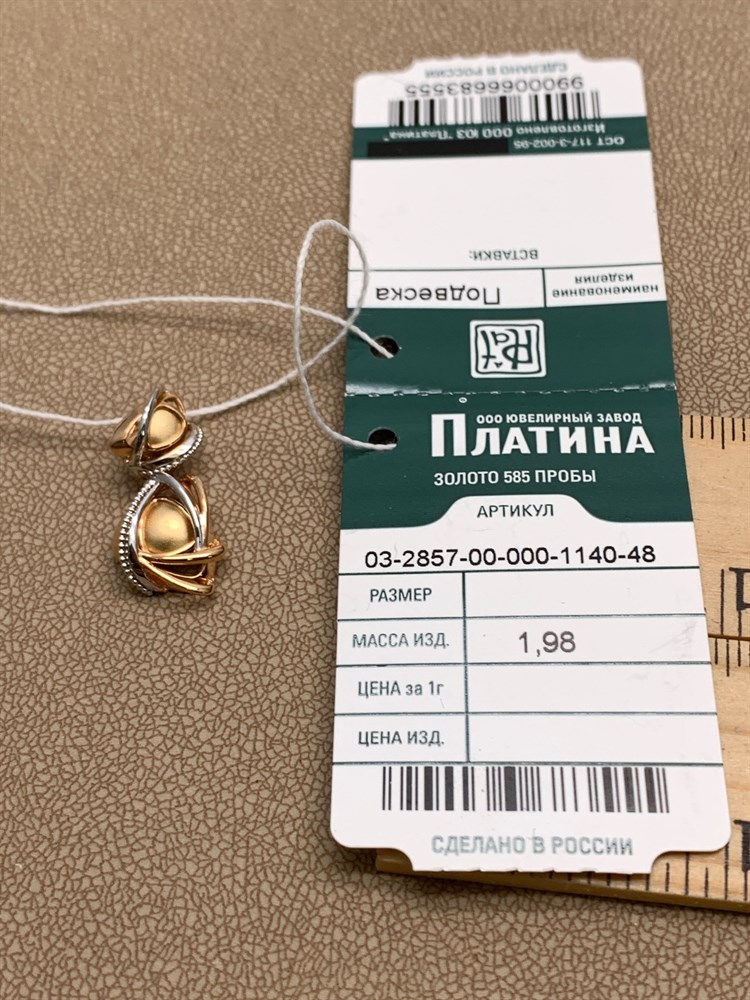 СДЕЛАНО В РОССИИ
9900066683555
Изготовлено ООО ЮЗ "Платина"
ОСТ 117-3-002-95
ВСТАВКИ:
наименование изделия
Подвеска
Plat
ООО ЮВЕЛИРНЫЙ ЗАВОД
ПЛАТИНА
ЗОЛОТО 585 ПРОБЫ
АРТИКУЛ
03-2857-00-000-1140-48
РАЗМЕР
МАССА ИЗД. 1,98
ЦЕНА за 1г
ЦЕНА ИЗД.
СДЕЛАНО В РОССИИ